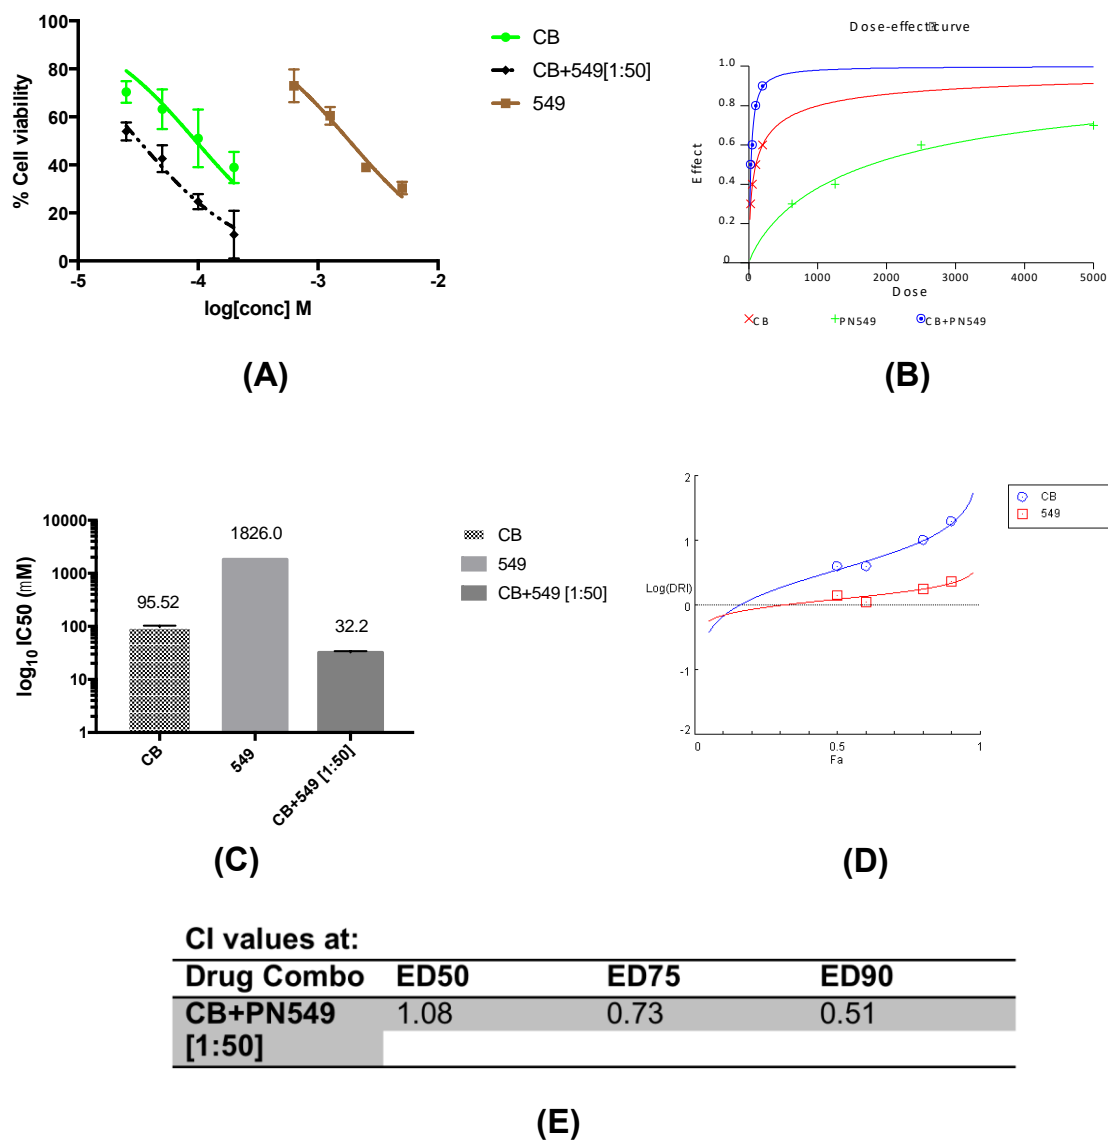 100
80
60
40
20
0
-5
-4
-3
-2
% Cell viability
log[conc] M
CB
CB+549[1:50]
549
(A)
Dose-effect curve
1.0
0.8
0.6
0.4
0.2
0
0
1000
2000
3000
4000
5000
Effect
Dose
CB
PN549
CB+PN549
(B)
10000
1000
100
10
1
log10 IC50 (mM)
95.52
1826.0
32.2
CB
549
CB+549 [1:50]
CB
549
CB+549 [1:50]
(C)
2
1
Log(DRI)
0
-1
-2
0
0.5
1
Fa
CB
549
(D)
CI values at:
Drug Combo ED50 ED75 ED90
CB+PN549 1.08 0.73 0.51
[1:50]
(E)